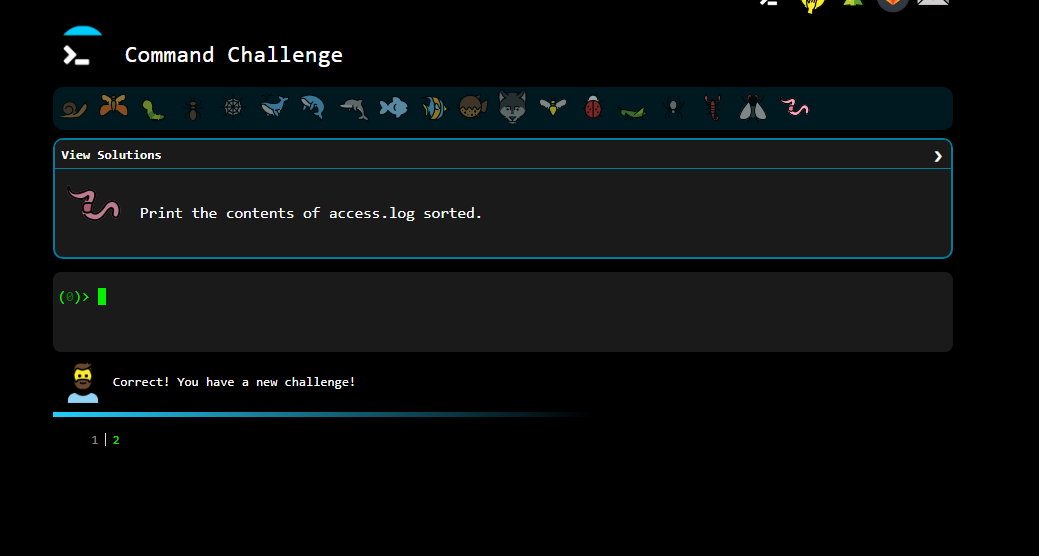 Command Challenge
View Solutions
Print the contents of access.log sorted.
(0)>
Correct! You have a new challenge!
1 2